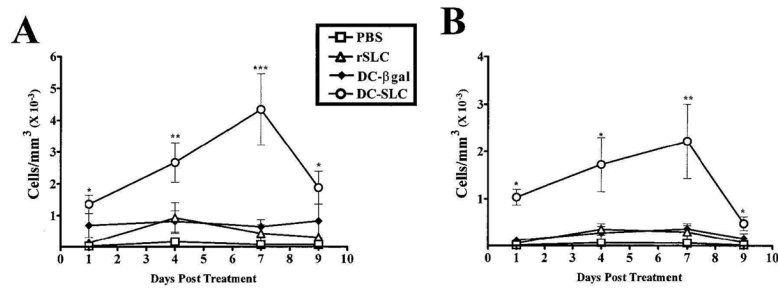 A
B
PBS
rSLC
DC-βgal
DC-SLC
6
5
4
3
2
1
Cells/mm³ (X 10⁻³)
*
**
***
*
0 1 2 3 4 5 6 7 8 9 10
Days Post Treatment
4
3
2
1
Cells/mm³ (X 10⁻³)
*
*
**
*
0 1 2 3 4 5 6 7 8 9 10
Days Post Treatment